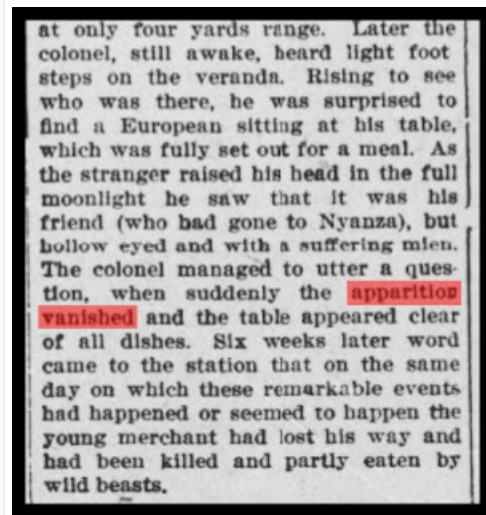 at only four yards range. Later the
colonel, still awake, heard light foot
steps on the veranda. Rising to see
who was there, he was surprised to
find a European sitting at his table,
which was fully set out for a meal. As
the stranger raised his head in the full
moonlight he saw that it was his
friend (who had gone to Nyanza), but
hollow eyed and with a suffering mien.
The colonel managed to utter a ques-
tion, when suddenly the apparition
vanished and the table appeared clear
of all dishes. Six weeks later word
came to the station that on the same
day on which these remarkable events
had happened or seemed to happen the
young merchant had lost his way and
had been killed and partly eaten by
wild beasts.